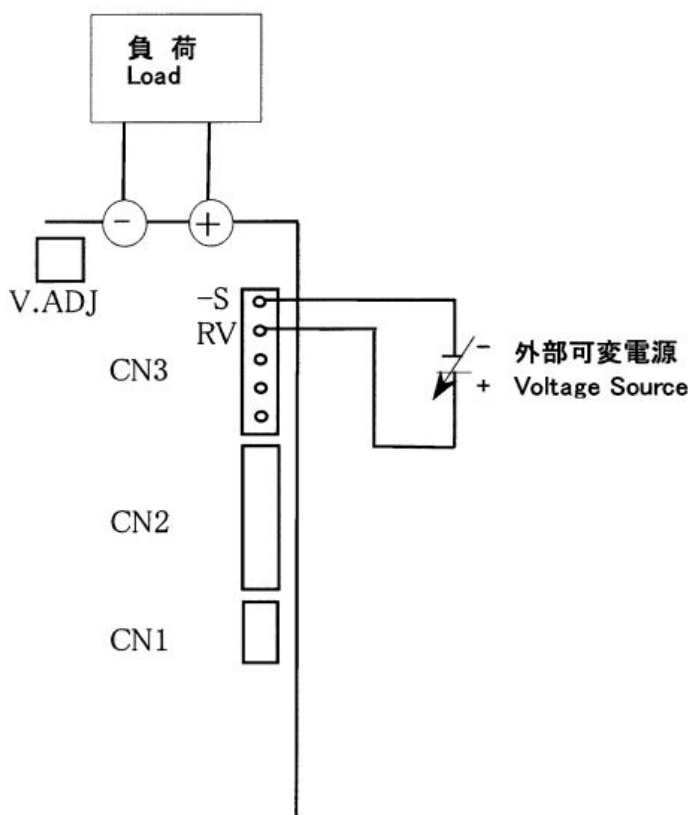 負 荷
Load
- +
V.ADJ
-S
RV
CN3
- 外部可変電源
+ Voltage Source
CN2
CN1